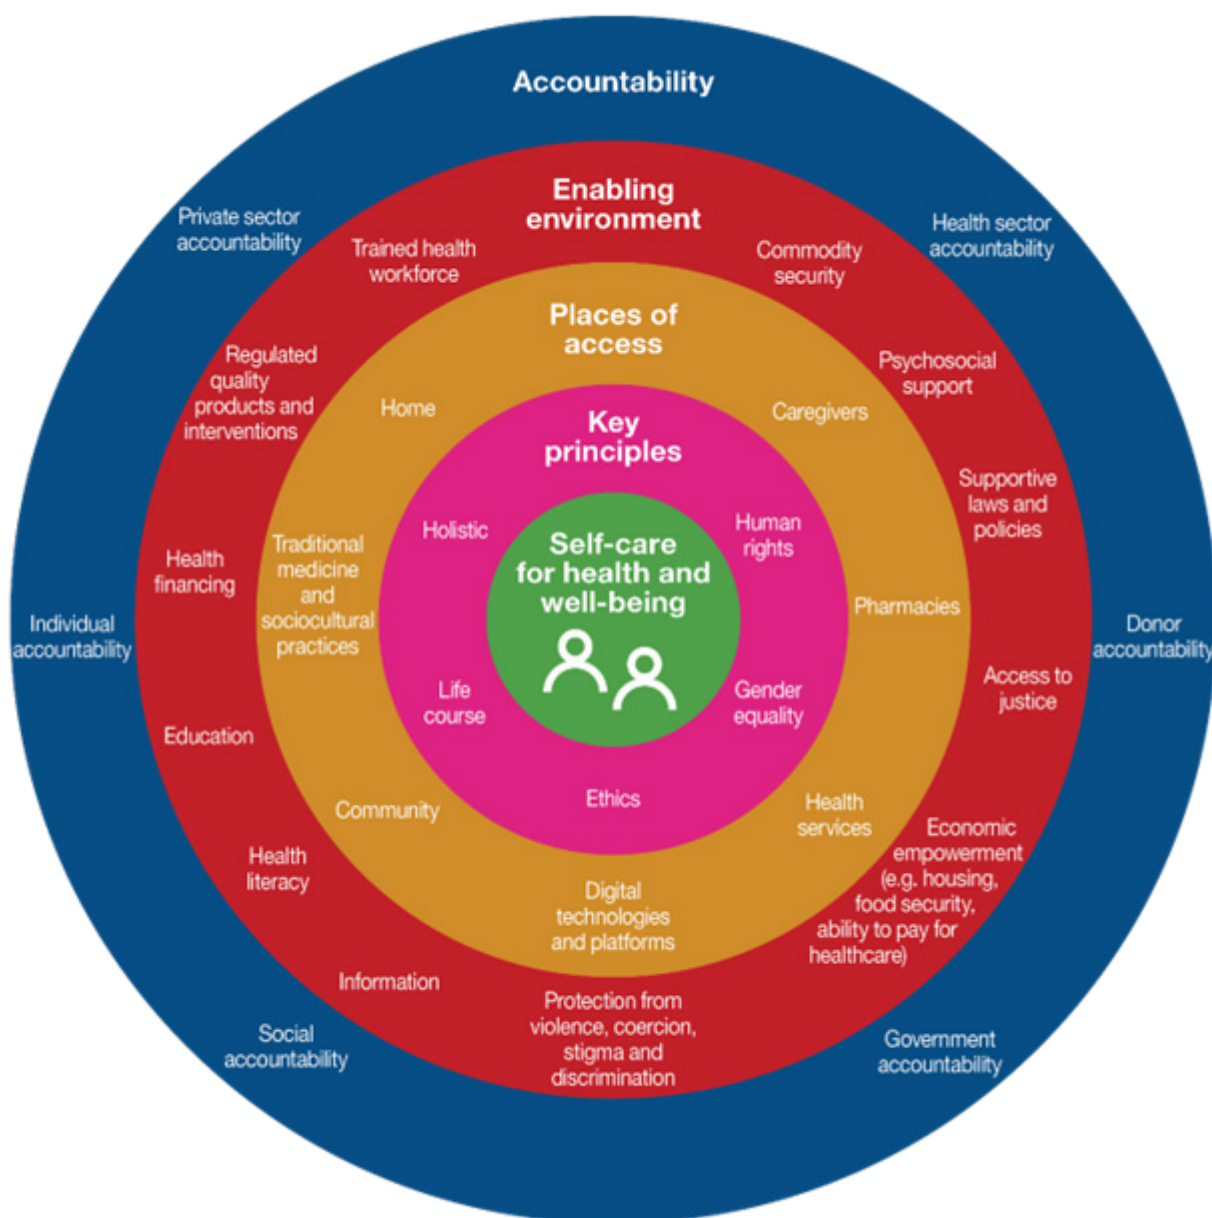 Accountability
Private sector
accountability
Health sector
accountability
Individual
accountability
Donor
accountability
Social
accountability
Government
accountability
Enabling
environment
Trained health
workforce
Commodity
security
Regulated
quality
products and
interventions
Psychosocial
support
Supportive
laws and
policies
Health
financing
Access to
justice
Education
Economic
empowerment
(e.g. housing,
food security,
ability to pay for
healthcare)
Health
literacy
Information
Protection from
violence, coercion,
stigma and
discrimination
Places of
access
Home
Caregivers
Traditional
medicine
and
sociocultural
practices
Pharmacies
Community
Health
services
Digital
technologies
and platforms
Key
principles
Holistic
Human
rights
Life
course
Gender
equality
Ethics
Self-care
for health and
well-being